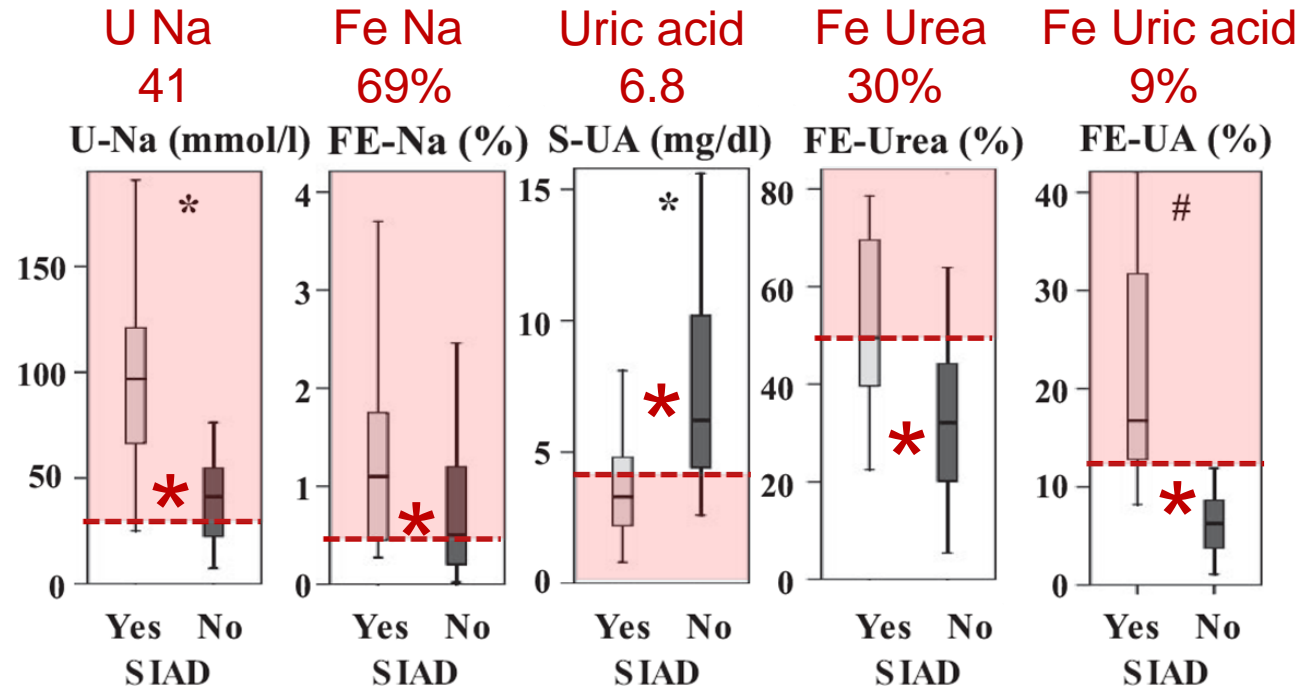 U Na Fe Na Uric acid Fe Urea Fe Uric acid
41 69% 6.8 30% 9%
U-Na (mmol/l) FE-Na (%) S-UA (mg/dl) FE-Urea (%) FE-UA (%)
* * #
150 100 50 0
4 3 2 1 0
15 10 5 0
80 60 40 20 0
40 30 20 10 0
* * * * *
Yes No Yes No Yes No Yes No Yes No
SIAD SIAD SIAD SIAD SIAD